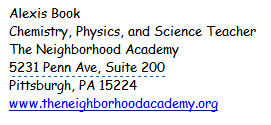 Alexis Book
Chemistry, Physics, and Science Teacher
The Neighborhood Academy
5231 Penn Ave, Suite 200
Pittsburgh, PA 15224
www.theneighborhoodacademy.org